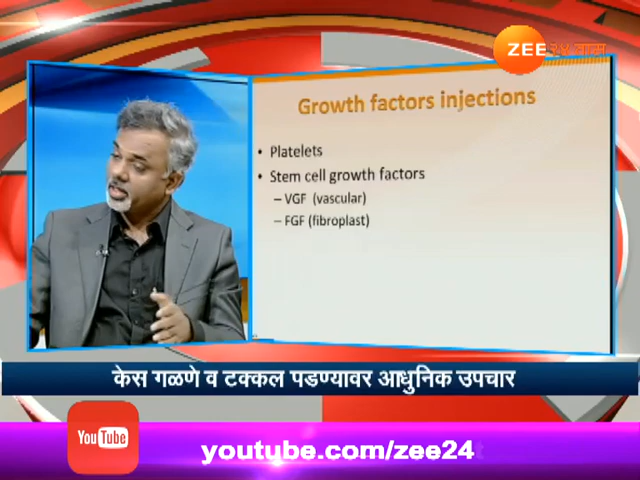 ZEE २४ तास
Growth factors injections
• Platelets
• Stem cell growth factors
– VGF (vascular)
– FGF (fibroplast)
केस गळणे व टक्कल पडण्यावर आधुनिक उपचार
YouTube
youtube.com/zee24